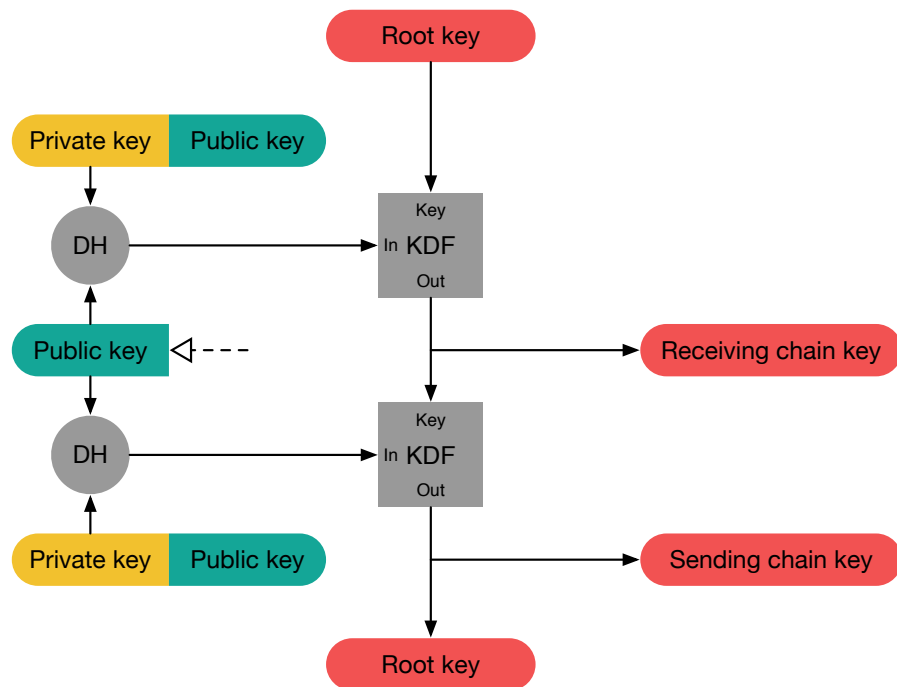 Root key
Private key Public key
Key
DH
In KDF
Out
Public key
Receiving chain key
Key
DH
In KDF
Out
Private key Public key
Sending chain key
Root key